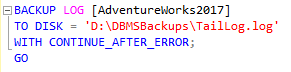 BACKUP LOG [AdventureWorks2017]
TO DISK = 'D:\DBMSBackups\TailLog.log'
WITH CONTINUE_AFTER_ERROR;
GO